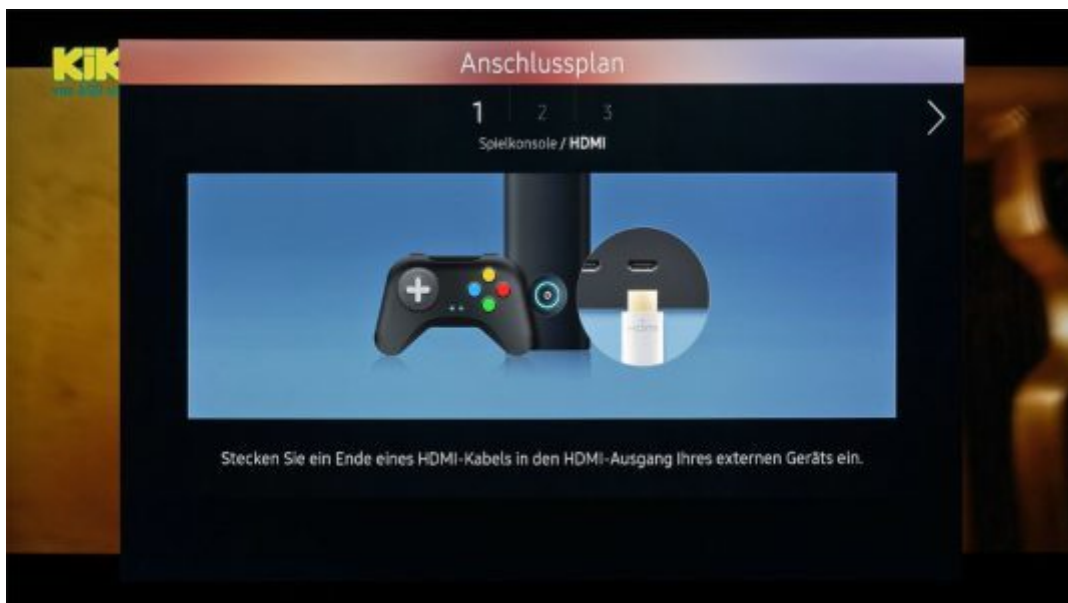 KiK
Anschlussplan
1 2 3
Spielkonsole / HDMI
Stecken Sie ein Ende eines HDMI-Kabels in den HDMI-Ausgang Ihres externen Geräts ein.